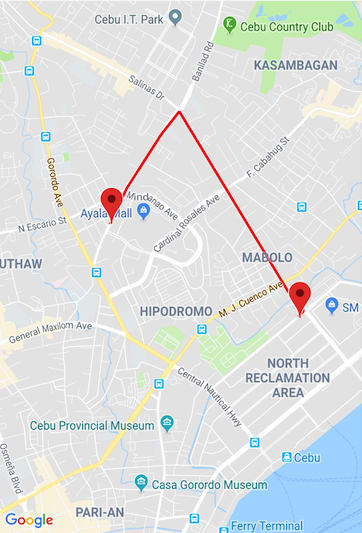 Cebu I.T. Park
Cebu Country Club
Banilad Rd
KASAMBAGAN
Salinas Dr
Gorordo Ave
F. Cabahug St
Mindanao Ave
Ayala Mall
N Escario St
Cardinal Rosales Ave
UTHAW
MABOLO
M. J. Cuenco Ave
HIPODROMO
SM
General Maxilom Ave
NORTH
RECLAMATION
AREA
Central Nautical Hwy
Cebu Provincial Museum
Cebu
Osmeña Blvd
Casa Gorordo Museum
PARI-AN
Google
Ferry Terminal